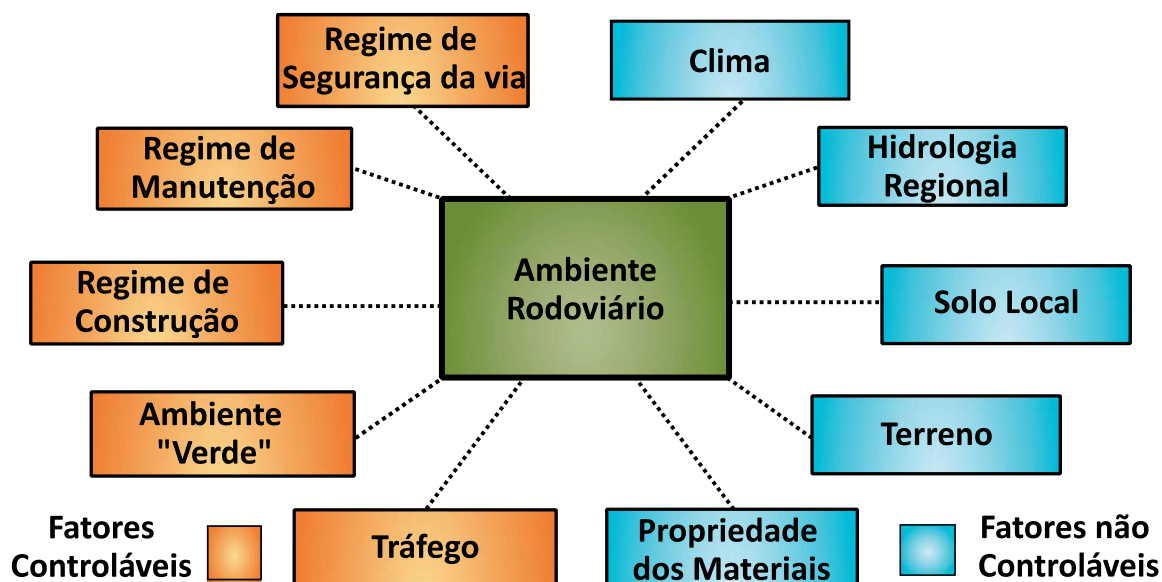 Regime de
Segurança da via
Clima
Regime de
Manutenção
Hidrologia
Regional
Ambiente
Rodoviário
Regime de
Construção
Solo Local
Ambiente
"Verde"
Terreno
Fatores
Controláveis
Tráfego
Propriedade
dos Materiais
Fatores não
Controláveis